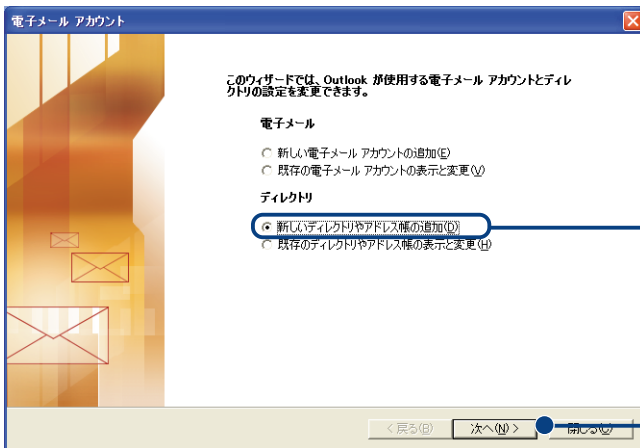 電子メール アカウント
このウィザードでは、Outlook が使用する電子メール アカウントとディレ
クトリの設定を変更できます。
電子メール
新しい電子メール アカウントの追加(E)
既存の電子メール アカウントの表示と変更(V)
ディレクトリ
新しいディレクトリやアドレス帳の追加(D)
既存のディレクトリやアドレス帳の表示と変更(H)
< 戻る(B)
次へ(N) >
閉じる(C)